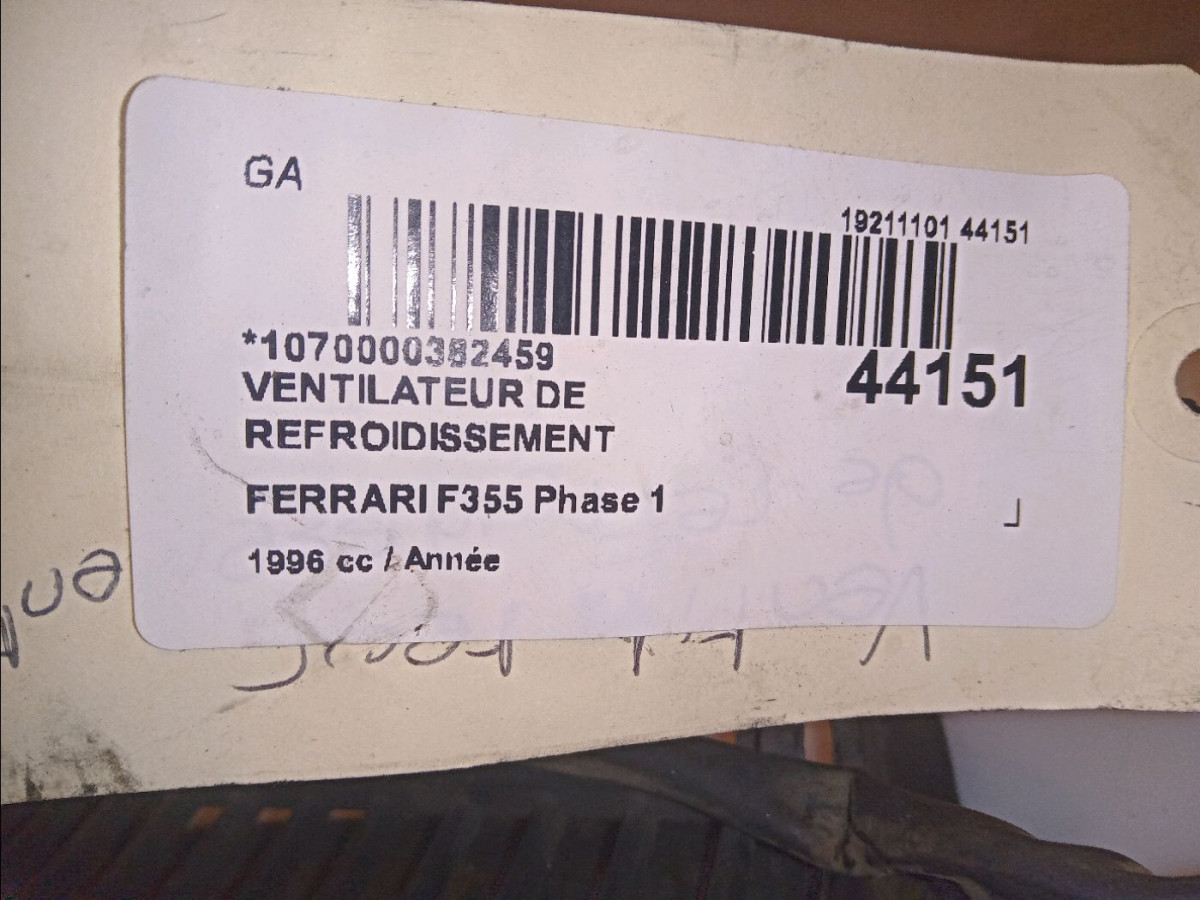 GA
19211101 44151
*1070000382459
44151
VENTILATEUR DE
REFROIDISSEMENT
FERRARI F355 Phase 1
1996 cc / Année